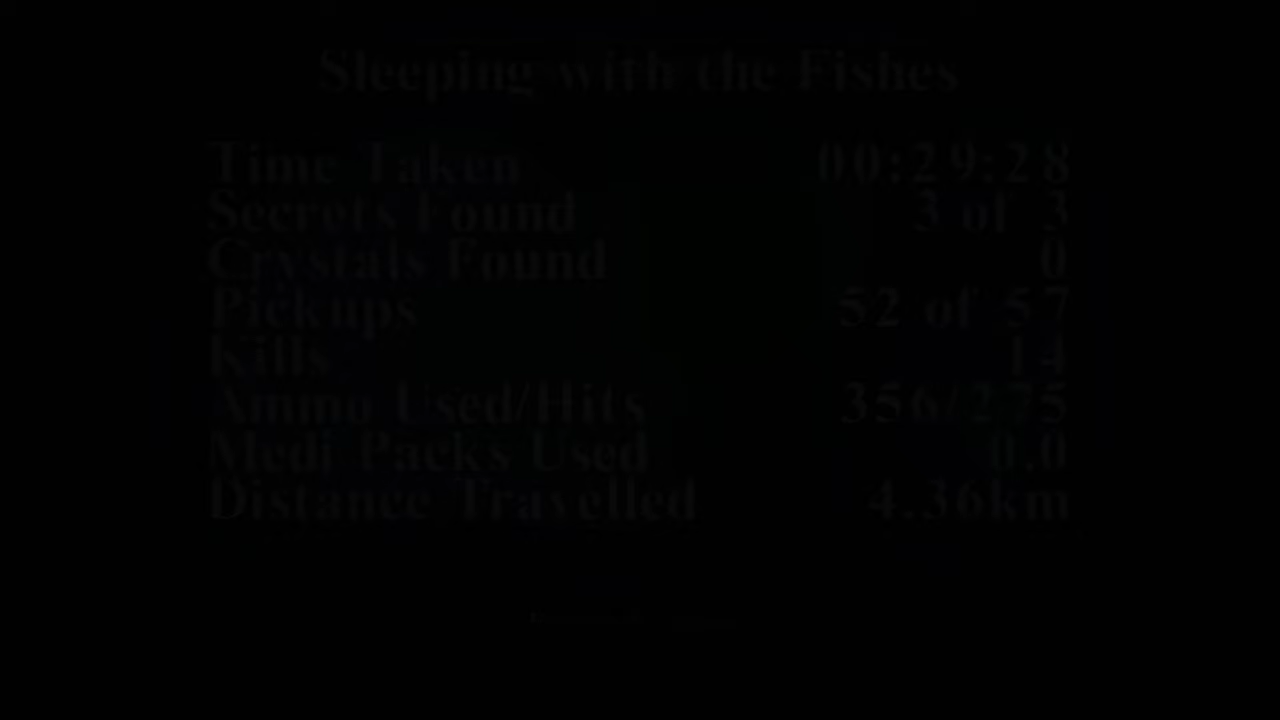 Sleeping with the Fishes
Time Taken 00:29:28
Secrets Found 3 of 3
Crystals Found 0
Pickups 52 of 57
Kills 14
Ammo Used/Hits 356/275
Medi Packs Used 0.0
Distance Travelled 4.36km